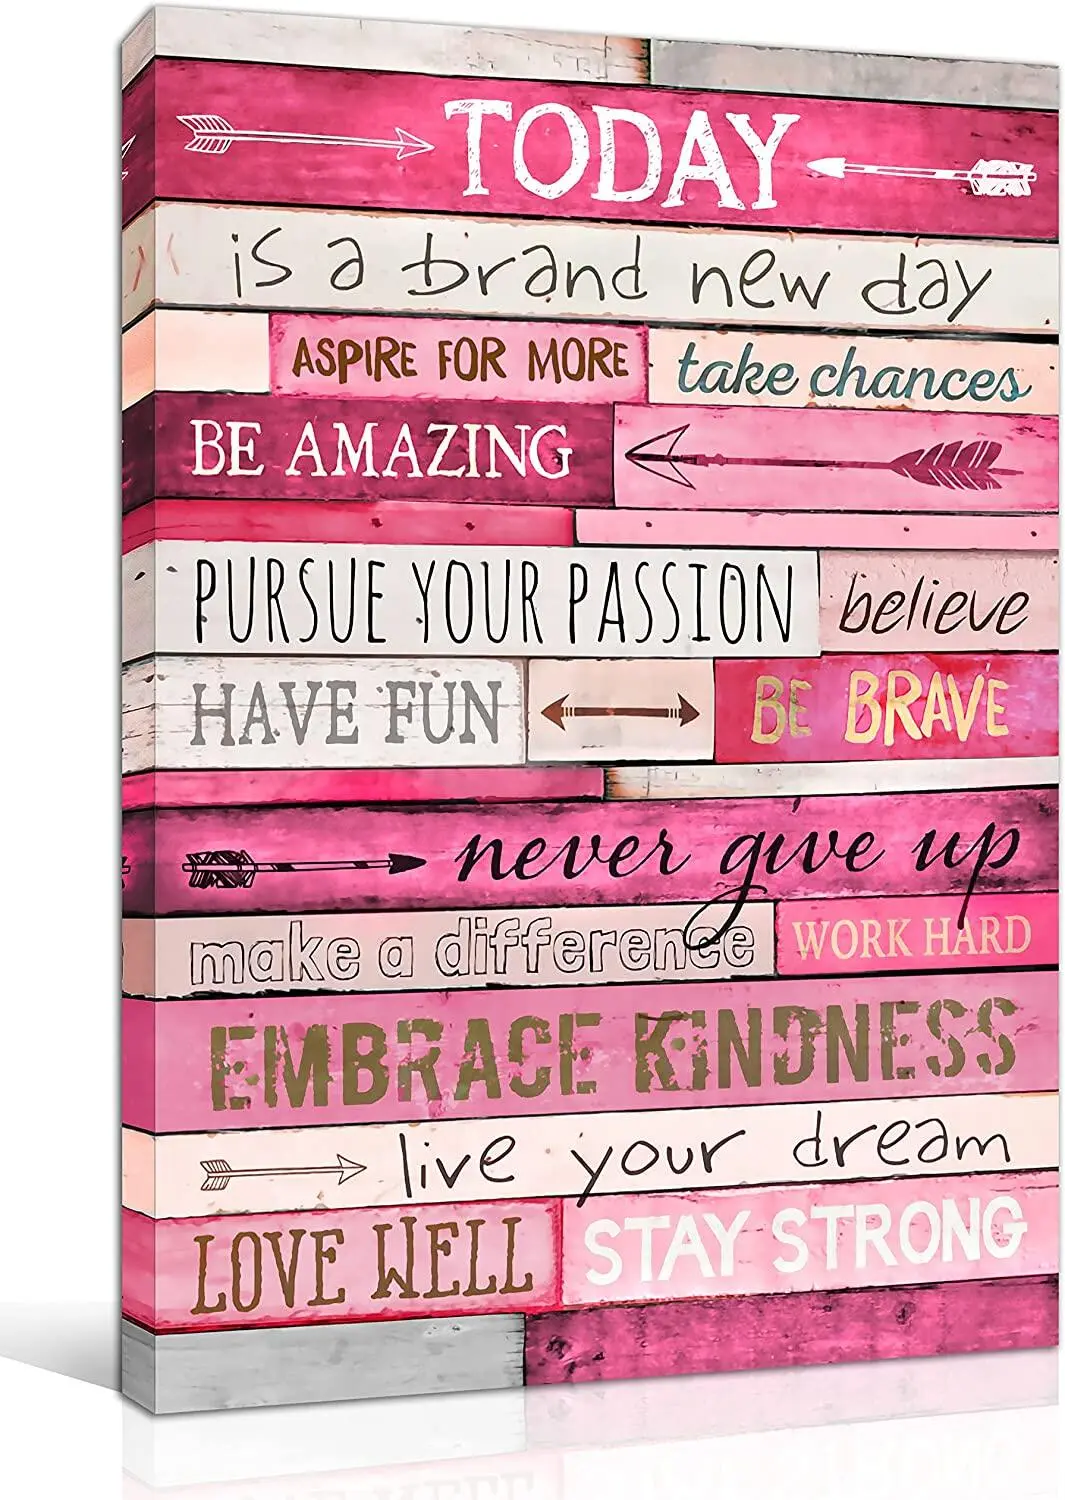 TODAY
is a brand new day
ASPIRE FOR MORE take chances
BE AMAZING
PURSUE YOUR PASSION believe
HAVE FUN BE BRAVE
never give up
make a difference WORK HARD
EMBRACE KINDNESS
live your dream
LOVE WELL STAY STRONG